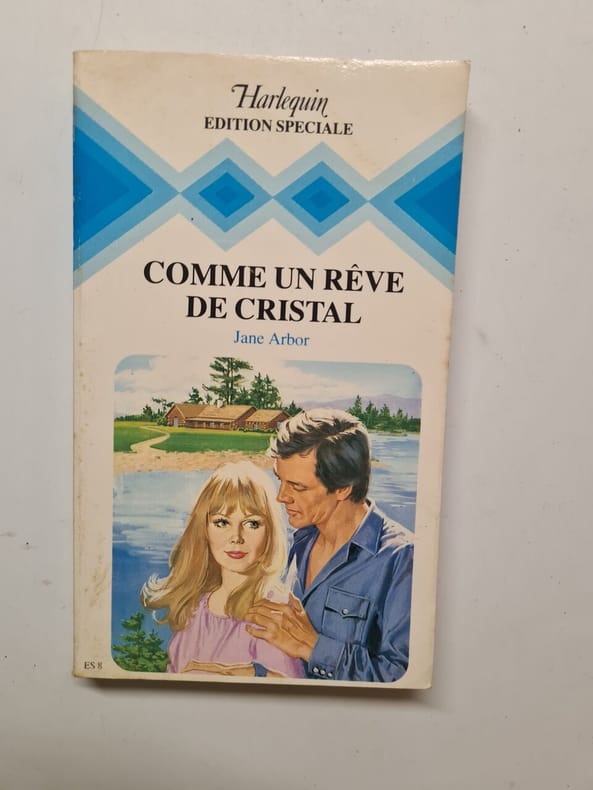 Harlequin
EDITION SPECIALE
COMME UN RÊVE
DE CRISTAL
Jane Arbor
ES 8